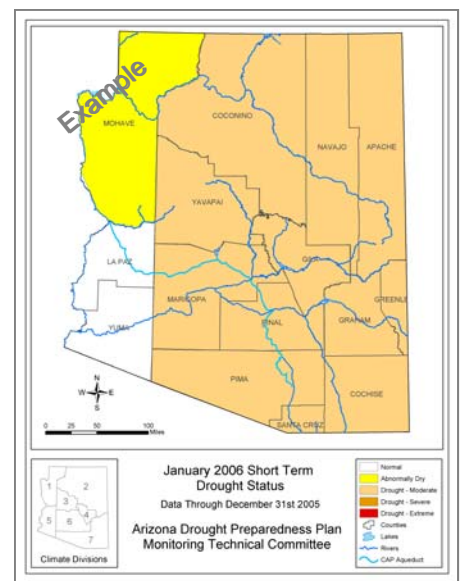 Example
MOHAVE
COCONINO
NAVAJO
APACHE
YAVAPAI
LA PAZ
GILA
MARICOPA
GREENLE
YUMA
PINAL
GRAHAM
PIMA
COCHISE
SANTA CRUZ
N
W E
S
0 25 50 100
Miles
January 2006 Short Term
Drought Status
Data Through December 31st 2005
Arizona Drought Preparedness Plan
Monitoring Technical Committee
1
2
3
4
5
6
7
Climate Divisions
Normal
Abnormally Dry
Drought - Moderate
Drought - Severe
Drought - Extreme
Counties
Lakes
Rivers
CAP Aqueduct